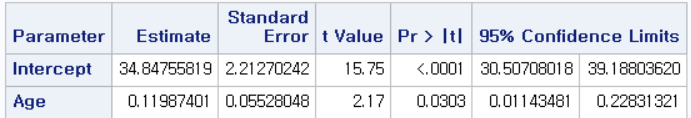 Parameter Estimate Standard Error t Value Pr > |t| 95% Confidence Limits
Intercept 34.84755819 2.21270242 15.75 <.0001 30.50708018 39.18803620
Age 0.11987401 0.05528048 2.17 0.0303 0.01143481 0.22831321